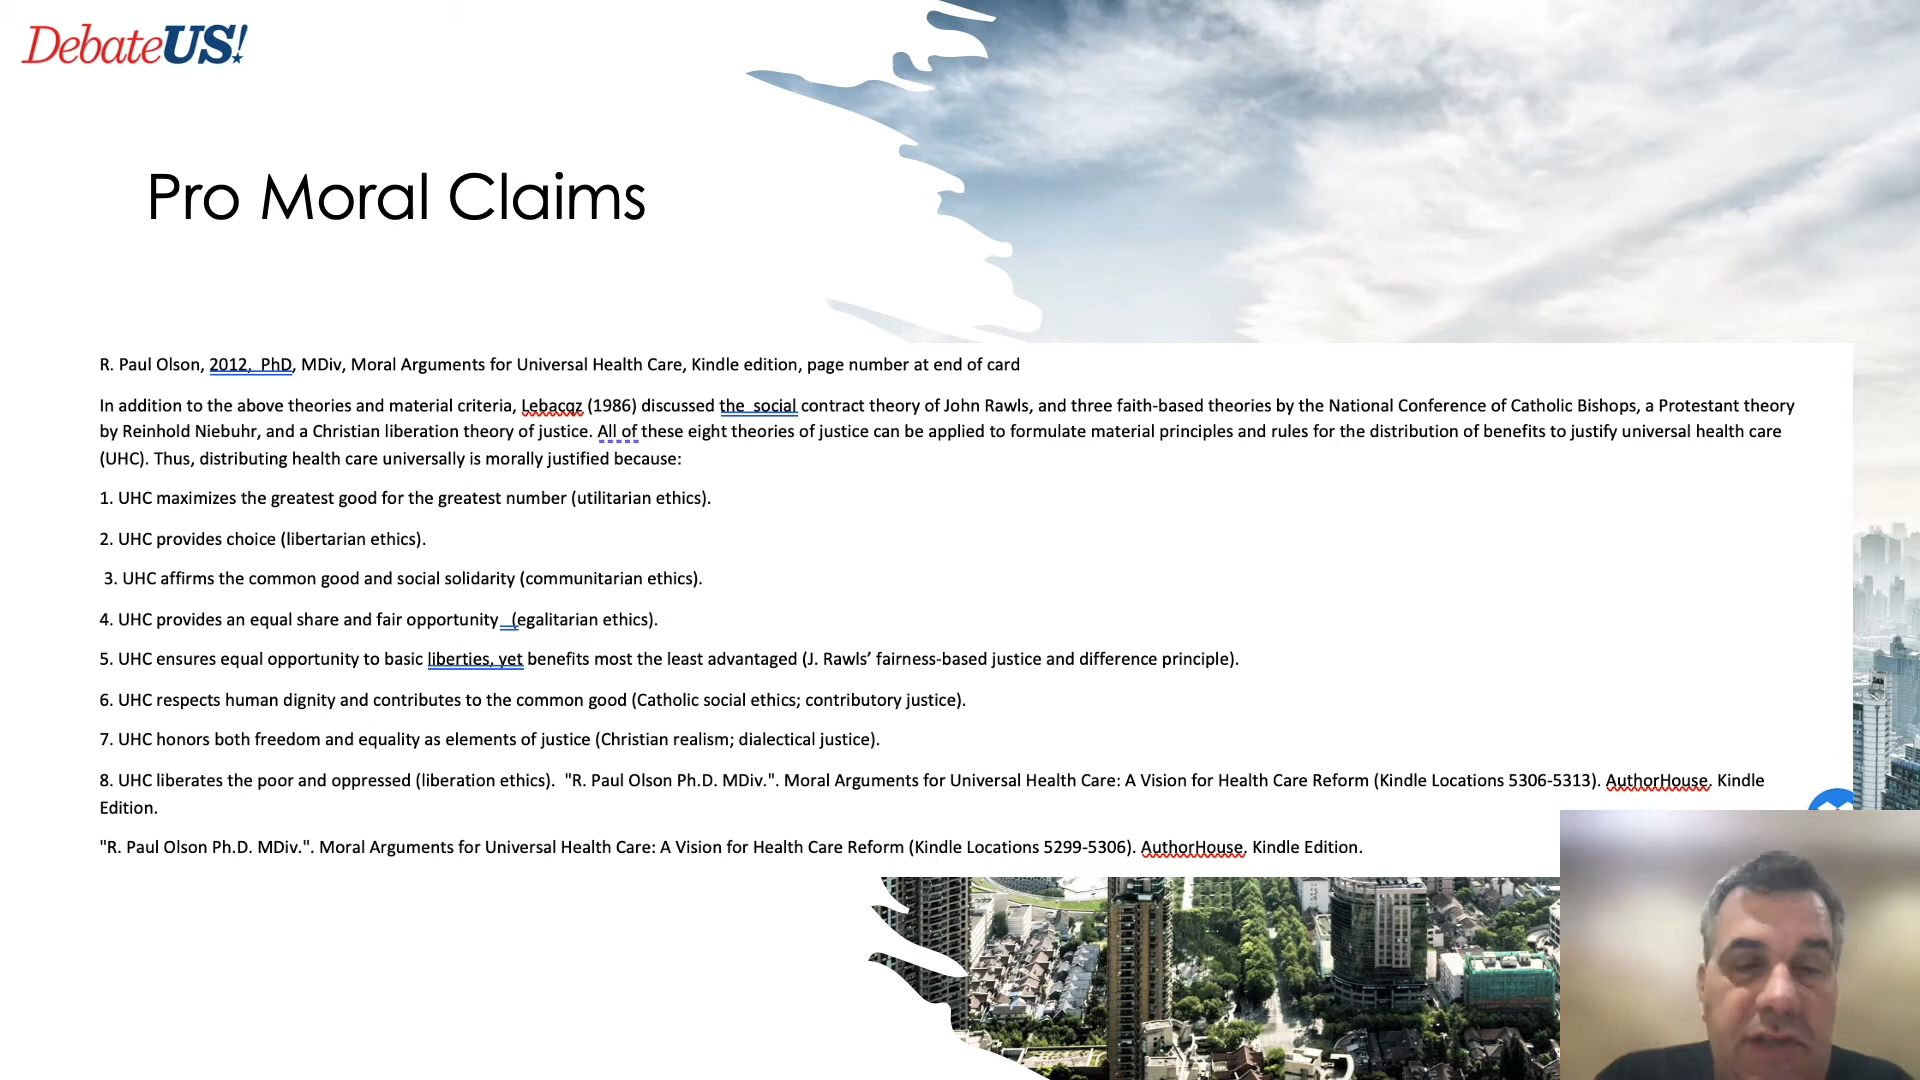 DebateUS!
Pro Moral Claims
R. Paul Olson, 2012,  PhD, MDiv, Moral Arguments for Universal Health Care, Kindle edition, page number at end of card
In addition to the above theories and material criteria, Lebacqz (1986) discussed the  social contract theory of John Rawls, and three faith-based theories by the National Conference of Catholic Bishops, a Protestant theory
by Reinhold Niebuhr, and a Christian liberation theory of justice. All of these eight theories of justice can be applied to formulate material principles and rules for the distribution of benefits to justify universal health care
(UHC). Thus, distributing health care universally is morally justified because:
1. UHC maximizes the greatest good for the greatest number (utilitarian ethics).
2. UHC provides choice (libertarian ethics).
3. UHC affirms the common good and social solidarity (communitarian ethics).
4. UHC provides an equal share and fair opportunity  (egalitarian ethics).
5. UHC ensures equal opportunity to basic liberties, yet benefits most the least advantaged (J. Rawls’ fairness-based justice and difference principle).
6. UHC respects human dignity and contributes to the common good (Catholic social ethics; contributory justice).
7. UHC honors both freedom and equality as elements of justice (Christian realism; dialectical justice).
8. UHC liberates the poor and oppressed (liberation ethics).  "R. Paul Olson Ph.D. MDiv.". Moral Arguments for Universal Health Care: A Vision for Health Care Reform (Kindle Locations 5306-5313). AuthorHouse. Kindle
Edition.
"R. Paul Olson Ph.D. MDiv.". Moral Arguments for Universal Health Care: A Vision for Health Care Reform (Kindle Locations 5299-5306). AuthorHouse. Kindle Edition.